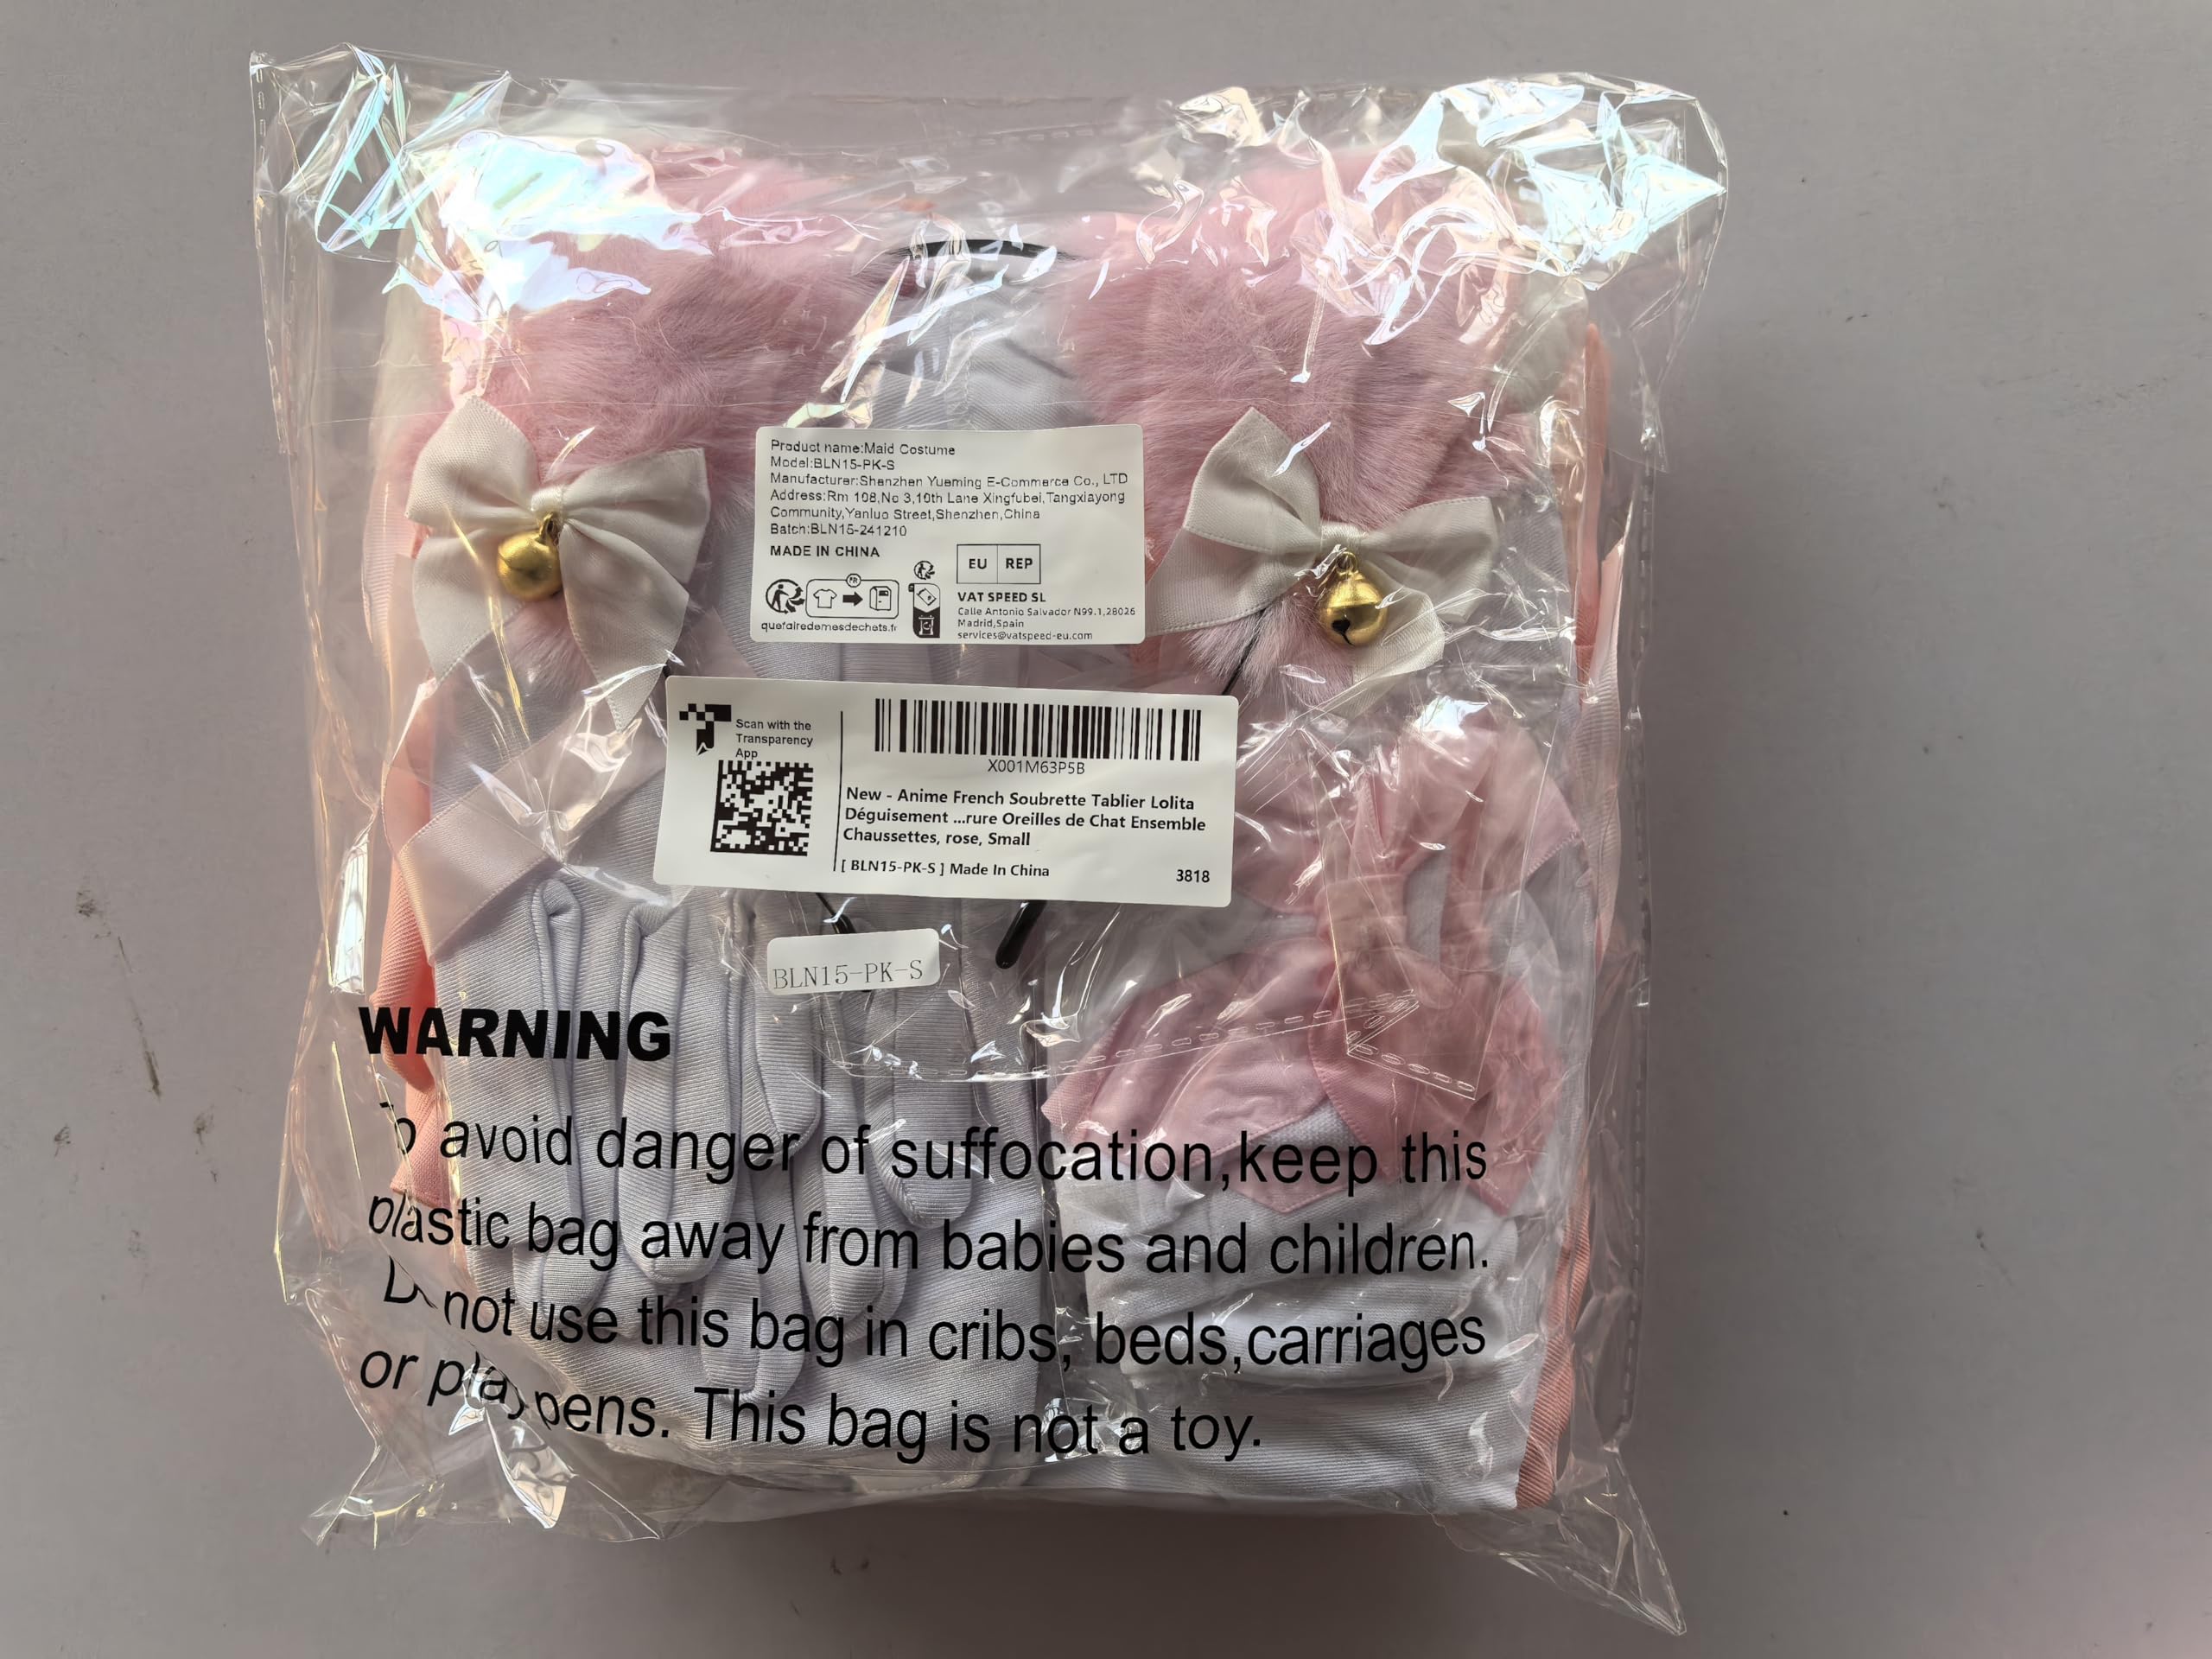 Product name:Maid Costume
Model:BLN15-PK-S
Manufacturer:Shenzhen Yueming E-Commerce Co., LTD
Address:Rm 108,No 3,10th Lane Xingfubei,Tangxiayong
Community,Yanluo Street,Shenzhen,China
Batch:BLN15-241210
MADE IN CHINA
FR
quefairedemesdechets.fr
EU REP
VAT SPEED SL
Calle Antonio Salvador N99.1,28026
Madrid,Spain
services@vatspeed-eu.com
Scan with the
Transparency
App
X001M63P5B
New - Anime French Soubrette Tablier Lolita
Déguisement ...rure Oreilles de Chat Ensemble
Chaussettes, rose, Small
[ BLN15-PK-S ] Made In China
3818
BLN15-PK-S
WARNING
To avoid danger of suffocation,keep this
plastic bag away from babies and children.
Do not use this bag in cribs, beds,carriages
or playpens. This bag is not a toy.